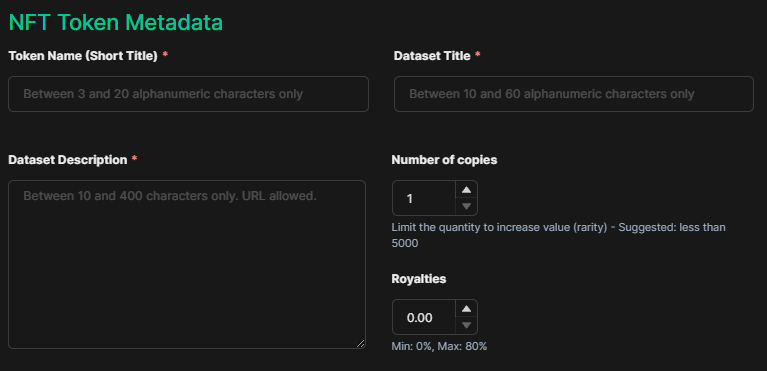 NFT Token Metadata
Token Name (Short Title) *
Dataset Title *
Between 3 and 20 alphanumeric characters only
Between 10 and 60 alphanumeric characters only
Dataset Description *
Number of copies
Between 10 and 400 characters only. URL allowed.
1
Limit the quantity to increase value (rarity) - Suggested: less than
5000
Royalties
0.00
Min: 0%, Max: 80%